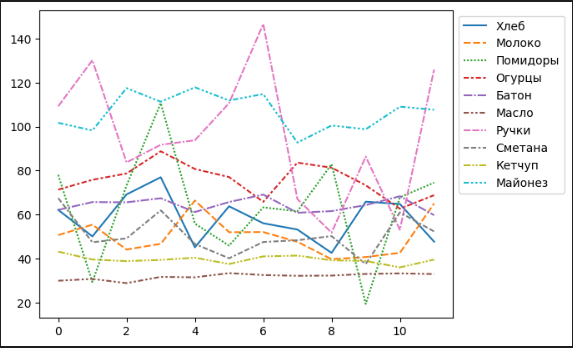 140
120
100
80
60
40
20
0
2
4
6
8
10
Хлеб
Молоко
Помидоры
Огурцы
Батон
Масло
Ручки
Сметана
Кетчуп
Майонез